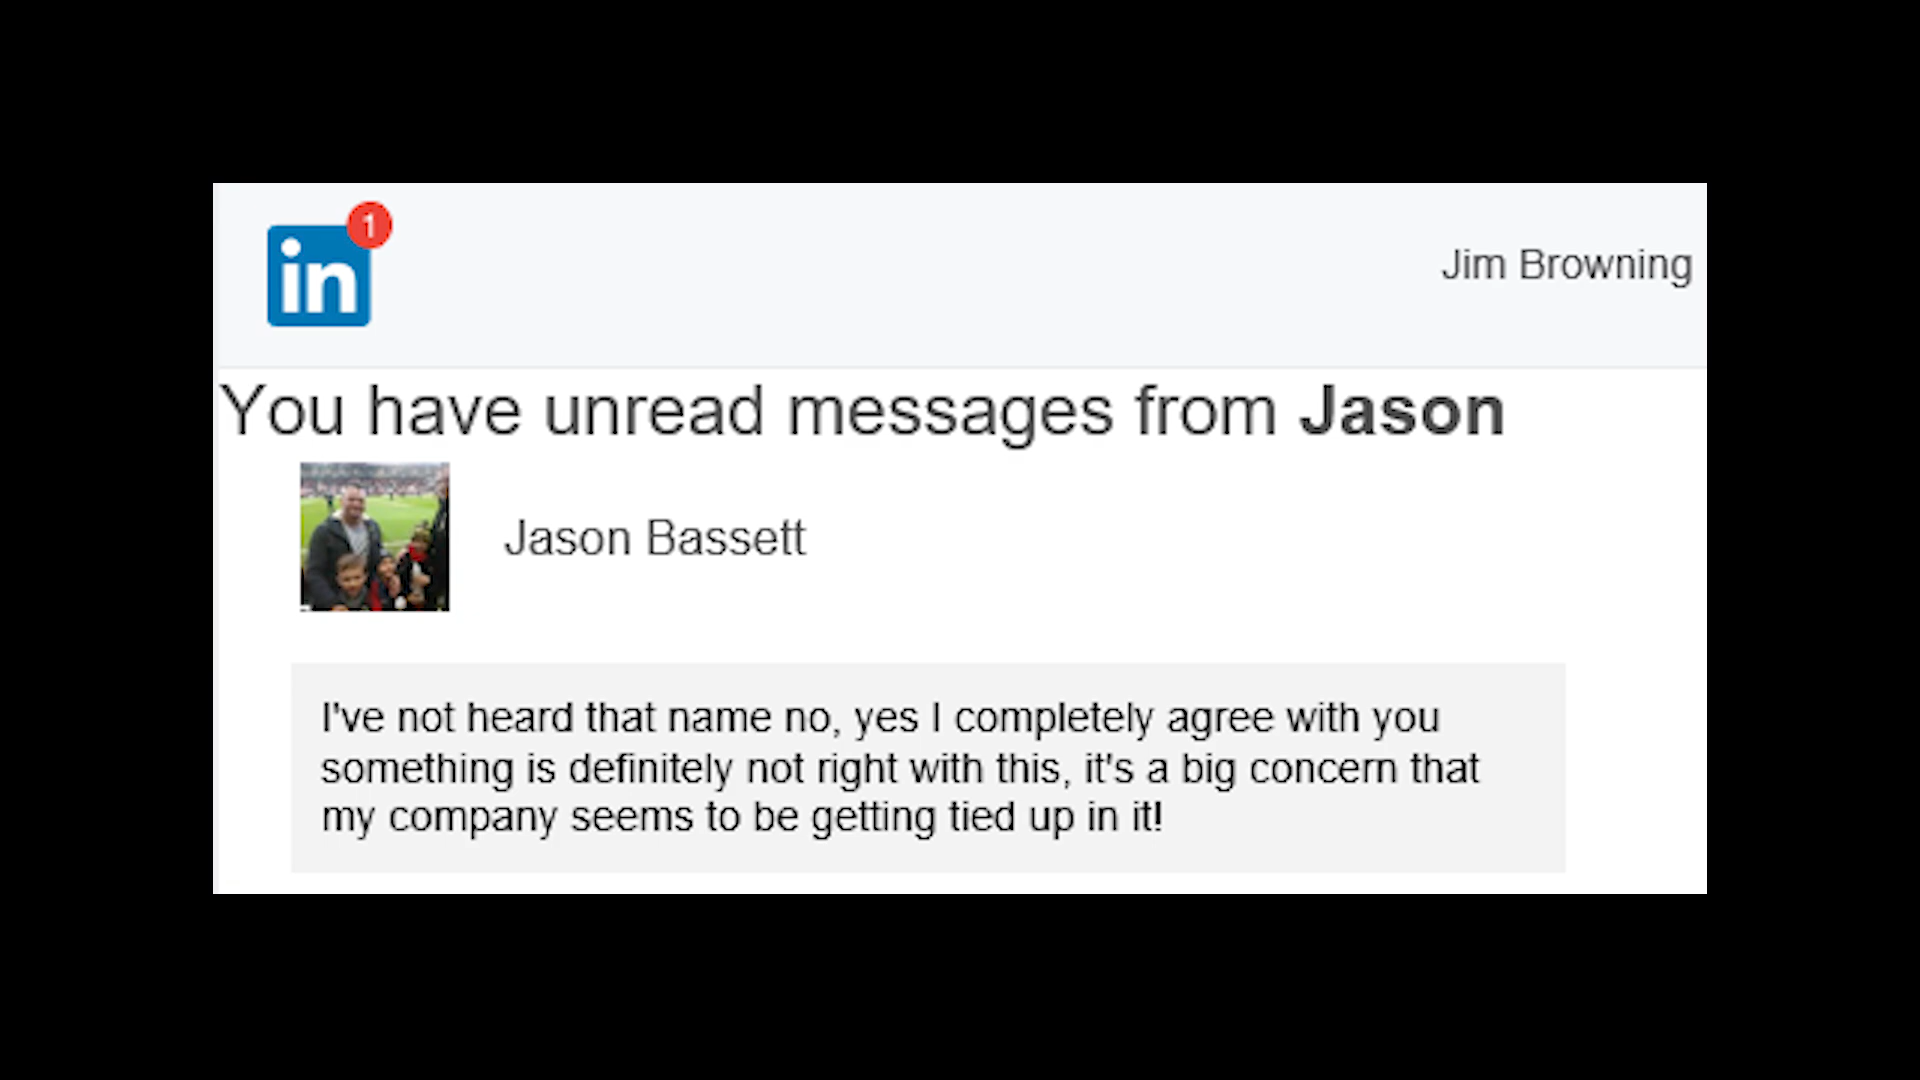 in
1
Jim Browning
You have unread messages from Jason
Jason Bassett
I've not heard that name no, yes I completely agree with you
something is definitely not right with this, it's a big concern that
my company seems to be getting tied up in it!